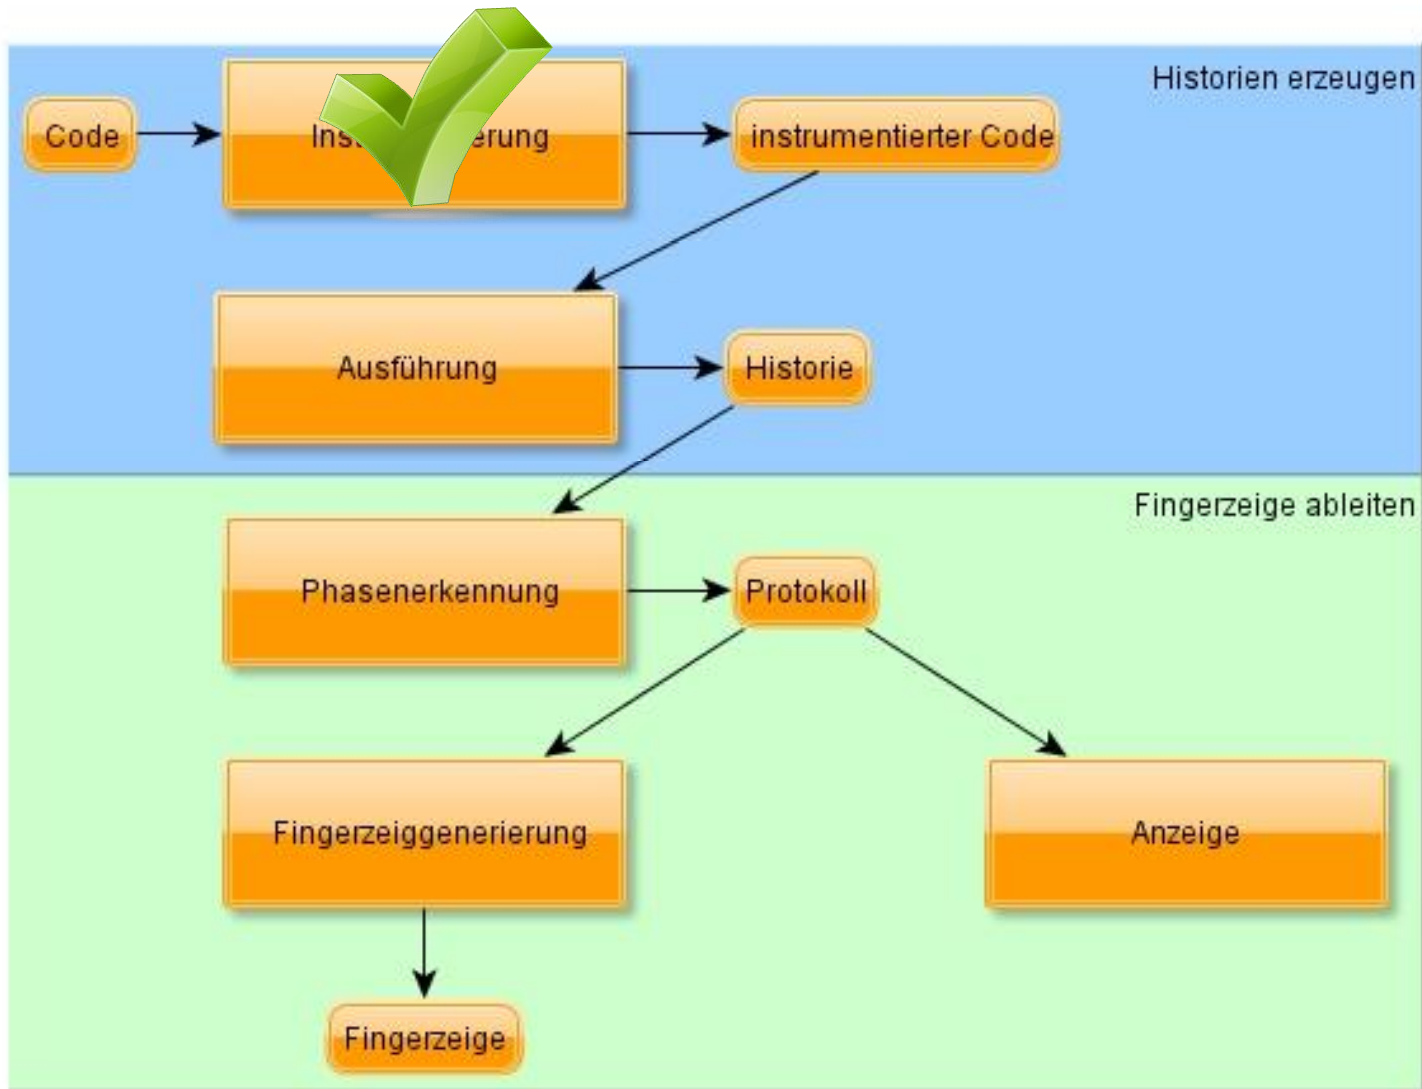 Historien erzeugen
Code
instrumentierter Code
Ausführung
Historie
Fingerzeige ableiten
Phasenerkennung
Protokoll
Fingerzeiggenerierung
Anzeige
Fingerzeige